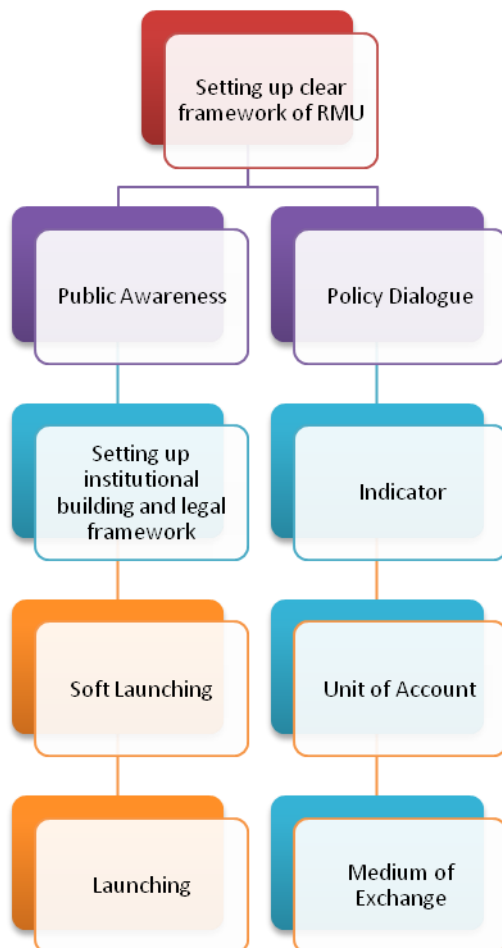 Setting up clear
framework of RMU
Public Awareness
Policy Dialogue
Setting up
institutional
building and legal
framework
Indicator
Soft Launching
Unit of Account
Launching
Medium of
Exchange